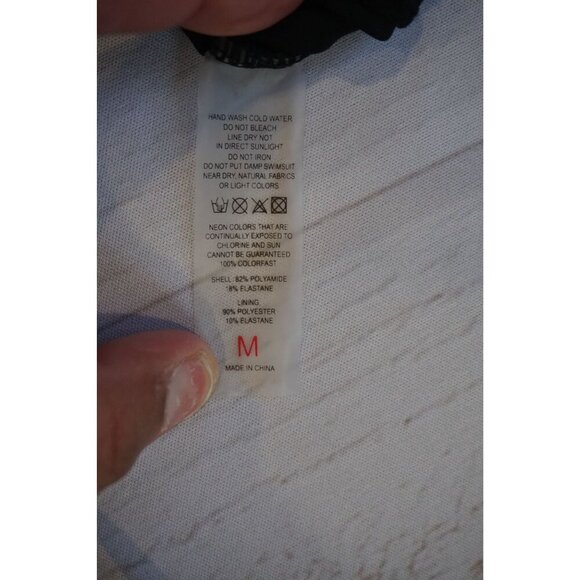 HAND WASH COLD WATER
DO NOT BLEACH
LINE DRY NOT
IN DIRECT SUNLIGHT
DO NOT IRON
DO NOT PUT DAMP SWIMSUIT
NEAR DRY, NATURAL FABRICS
OR LIGHT COLORS
NEON COLORS THAT ARE
CONTINUALLY EXPOSED TO
CHLORINE AND SUN
CANNOT BE GUARANTEED
100% COLORFAST
SHELL: 82% POLYAMIDE
18% ELASTANE
LINING:
90% POLYESTER
10% ELASTANE
M
MADE IN CHINA